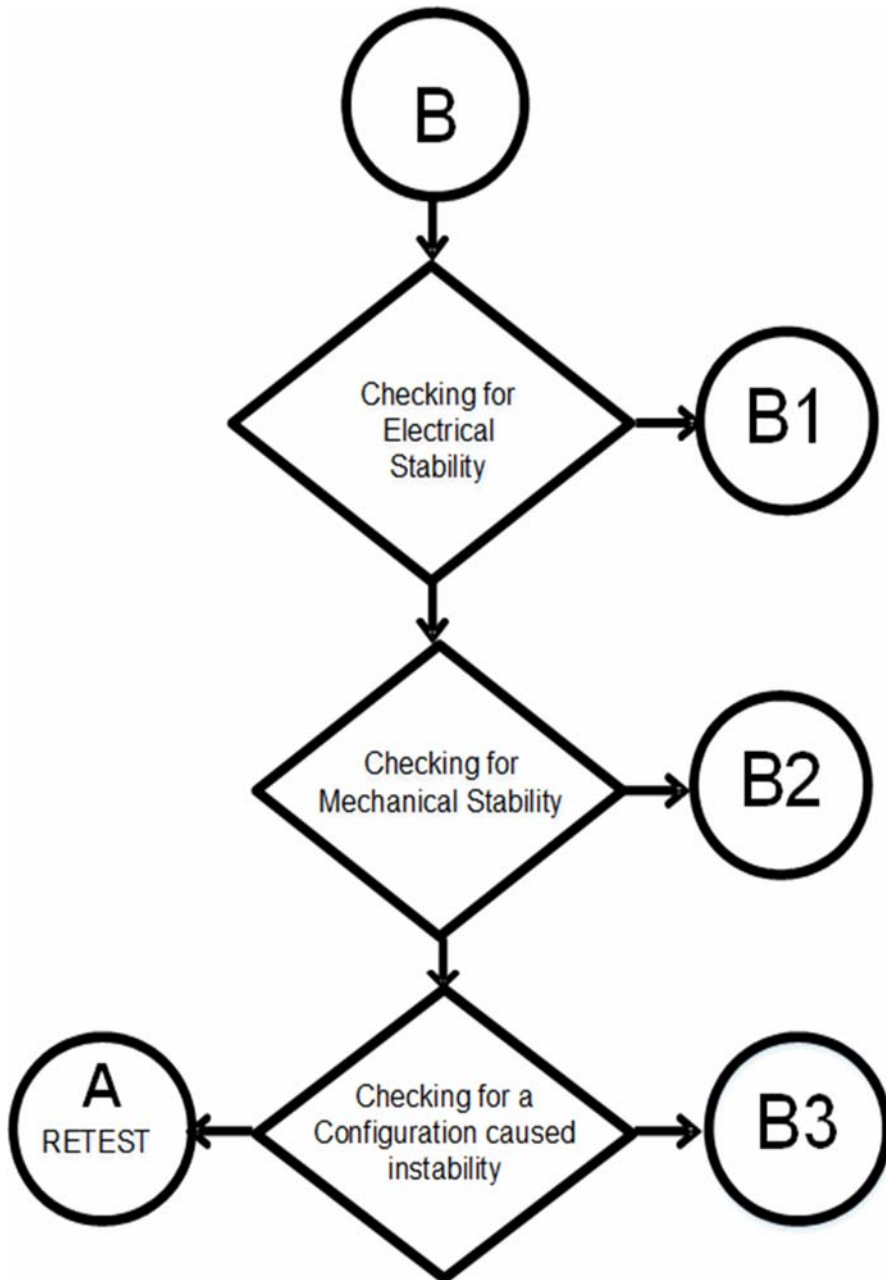 B
Checking for
Electrical
Stability
B1
Checking for
Mechanical Stability
B2
A
RETEST
Checking for a
Configuration caused
instability
B3